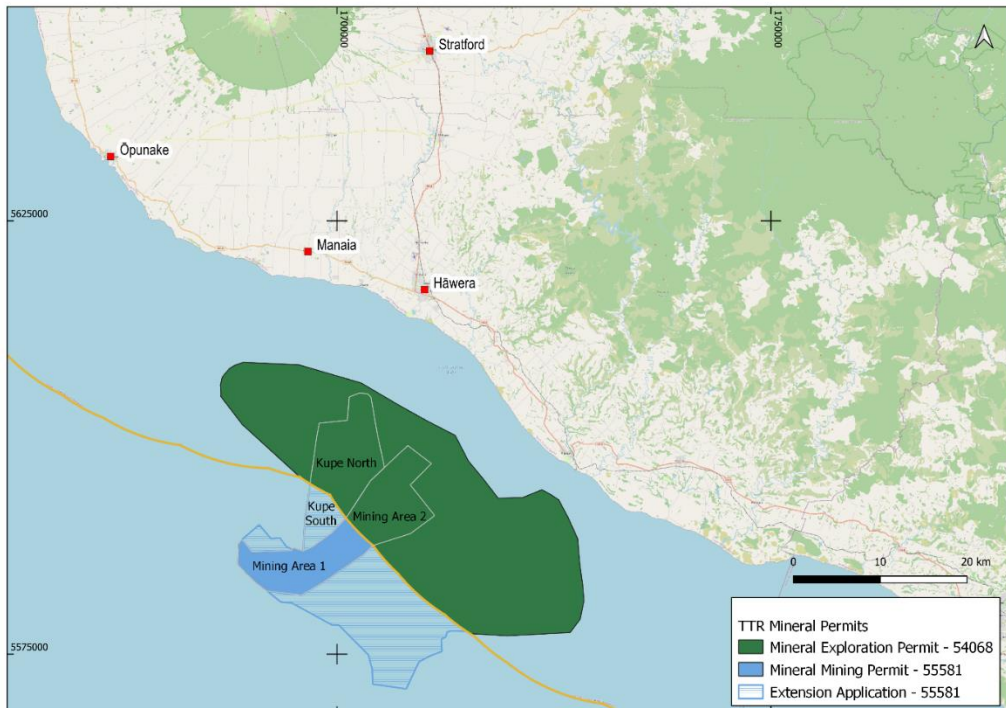 1700000
1750000
Stratford
Ōpunake
5625000
Manaia
Hāwera
Kupe North
Kupe
South
Mining Area 2
Mining Area 1
0
10
20 km
5575000
TTR Mineral Permits
Mineral Exploration Permit - 54068
Mineral Mining Permit - 55581
Extension Application - 55581